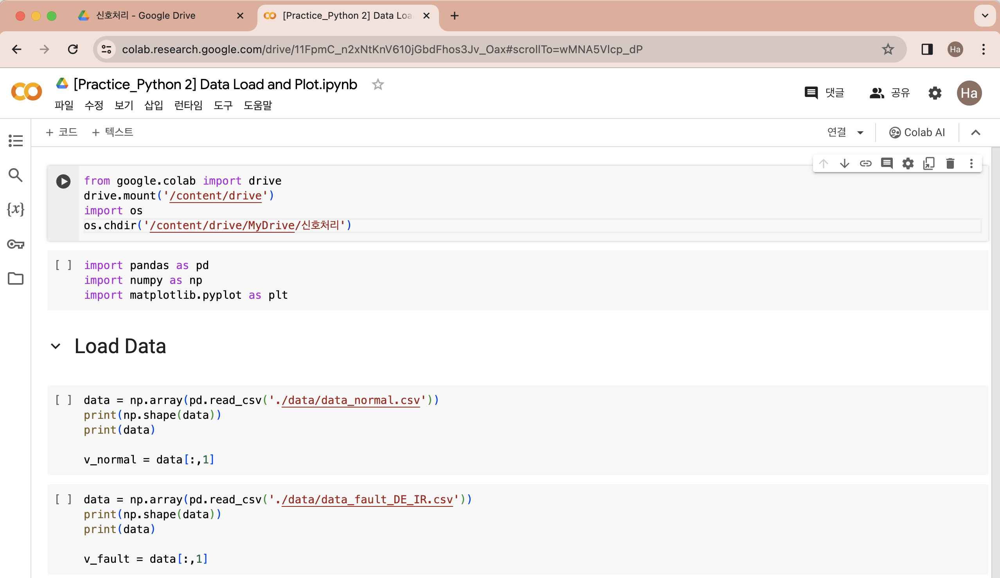 신호처리 - Google Drive
[Practice_Python 2] Data Loa
colab.research.google.com/drive/11FpmC_n2xNtKnV610jGbdFhos3Jv_Oax#scrollTo=wMNA5Vlcp_dP
Ha
[Practice_Python 2] Data Load and Plot.ipynb
댓글
공유
Ha
파일 수정 보기 삽입 런타임 도구 도움말
+ 코드 + 텍스트
연결
Colab AI
from google.colab import drive
drive.mount('/content/drive')
import os
os.chdir('/content/drive/MyDrive/신호처리')
{x}
[ ] import pandas as pd
import numpy as np
import matplotlib.pyplot as plt
Load Data
[ ] data = np.array(pd.read_csv('./data/data_normal.csv'))
print(np.shape(data))
print(data)
v_normal = data[:,1]
[ ] data = np.array(pd.read_csv('./data/data_fault_DE_IR.csv'))
print(np.shape(data))
print(data)
v_fault = data[:,1]